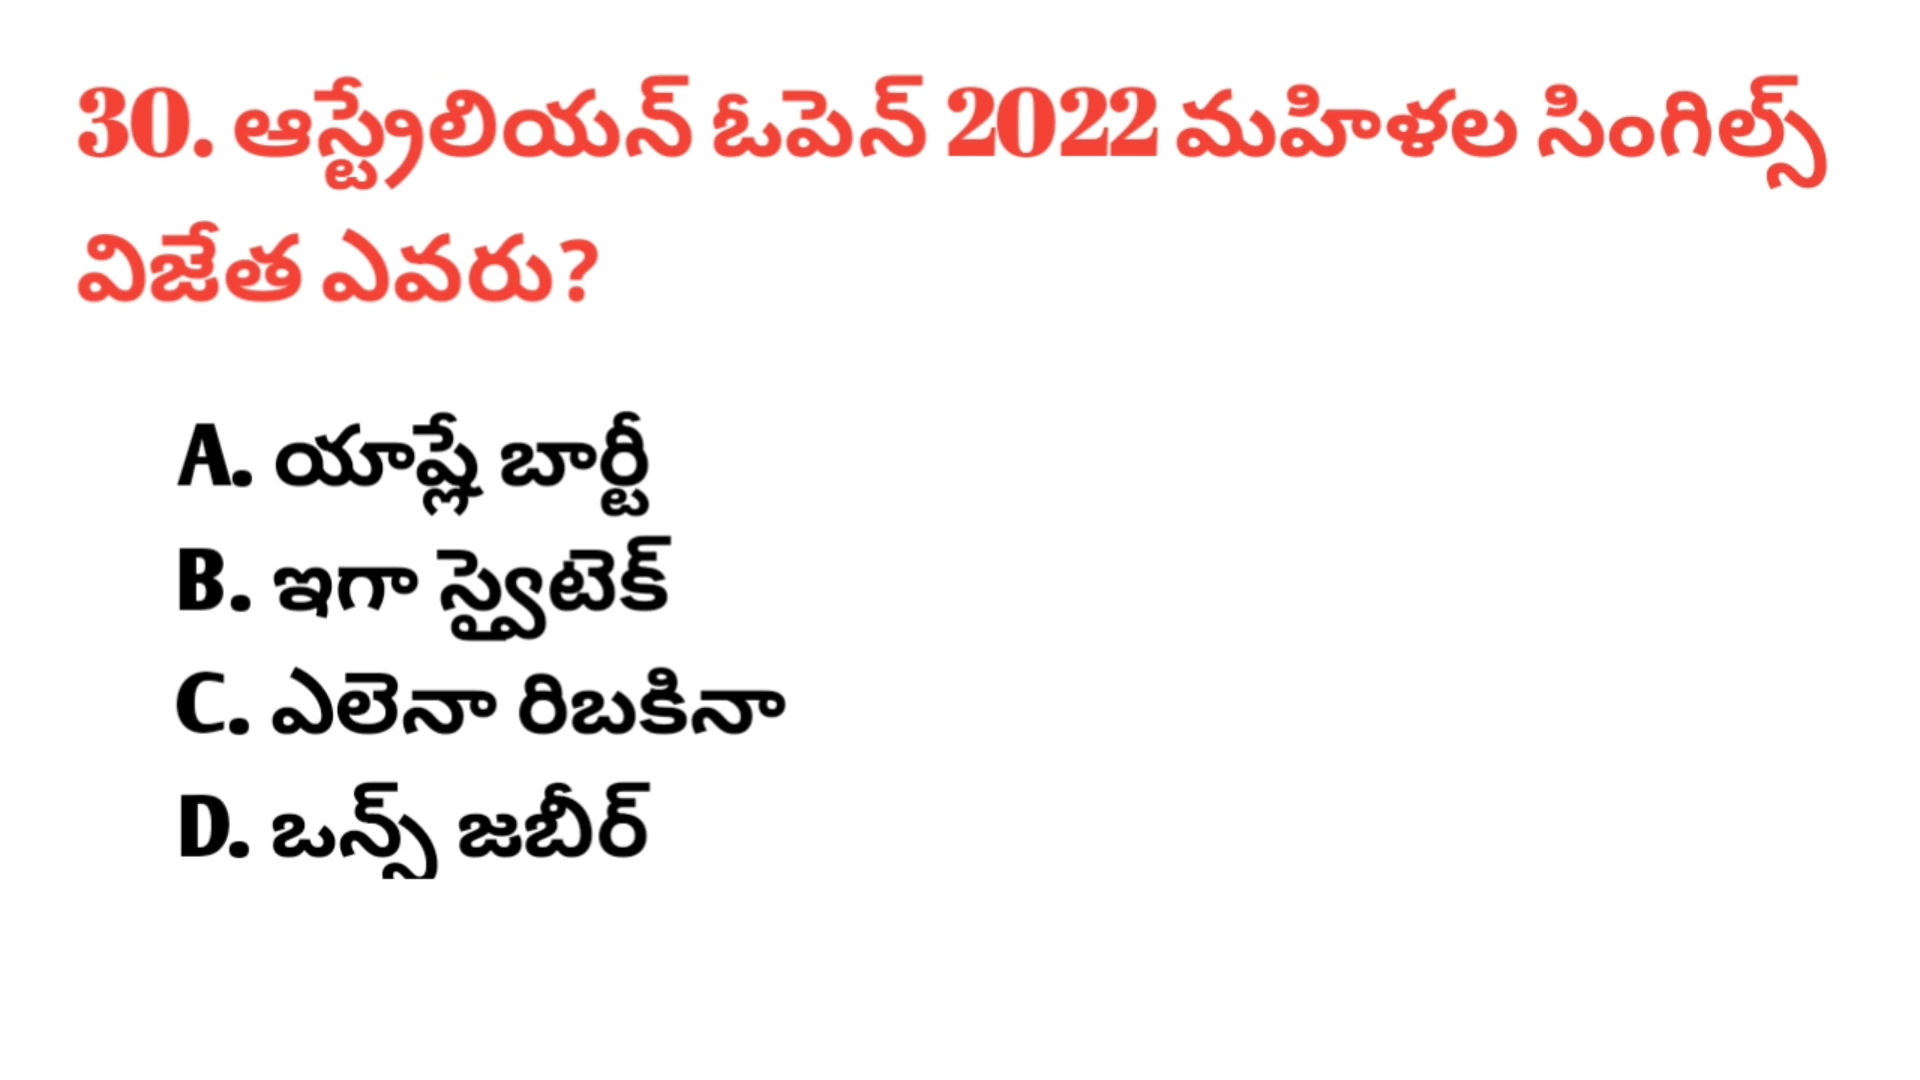 30. ఆస్ట్రేలియన్ ఓపెన్ 2022 మహిళల సింగిల్స్
విజేత ఎవరు?
A. యాష్లే బార్టీ
B. ఇగా స్వైటెక్
C. ఎలెనా రిబకినా
D. ఒన్స్ జబీర్